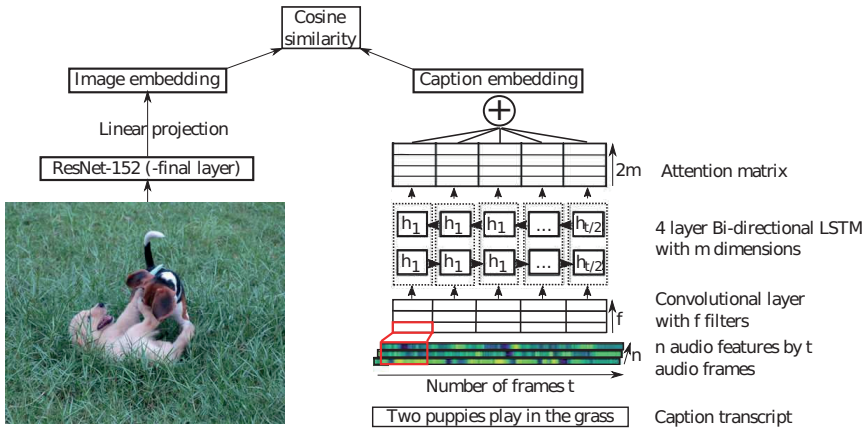 Cosine
similarity
Image embedding
Caption embedding
+
Linear projection
ResNet-152 (-final layer)
2m
Attention matrix
h1 h1 h1 ... ht/2
h1 h1 h1 ... ht/2
4 layer Bi-directional LSTM
with m dimensions
f
Convolutional layer
with f filters
n
n audio features by t
audio frames
Number of frames t
Two puppies play in the grass
Caption transcript